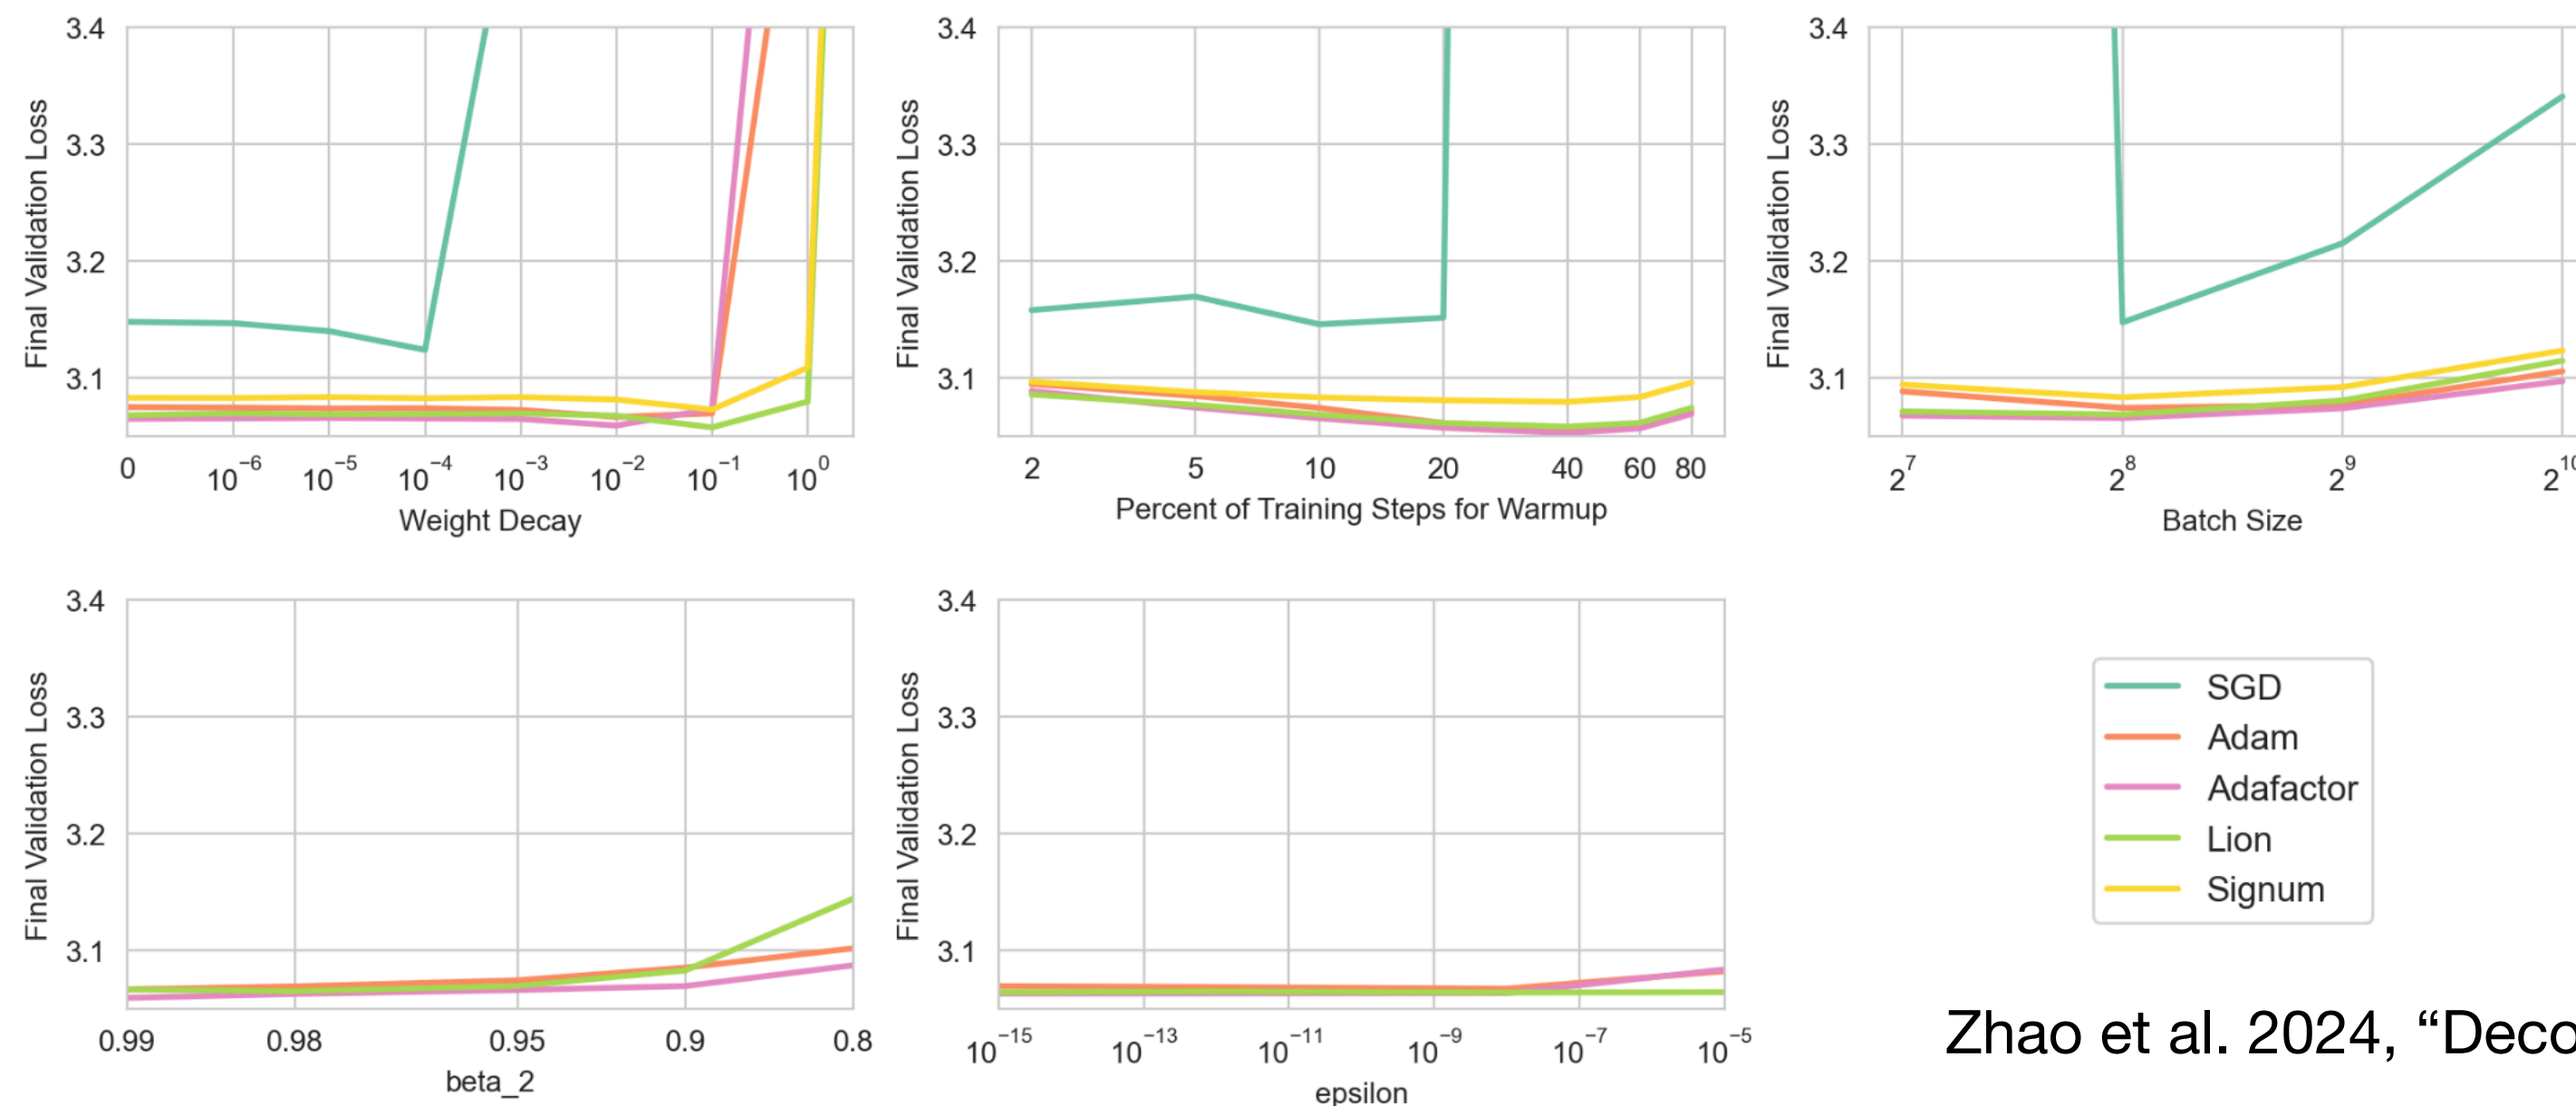 3.4
3.3
3.2
3.1
Final Validation Loss
0 10⁻⁶ 10⁻⁵ 10⁻⁴ 10⁻³ 10⁻² 10⁻¹ 10⁰
Weight Decay
3.4
3.3
3.2
3.1
Final Validation Loss
2 5 10 20 40 60 80
Percent of Training Steps for Warmup
3.4
3.3
3.2
3.1
Final Validation Loss
2⁷ 2⁸ 2⁹ 2¹⁰
Batch Size
3.4
3.3
3.2
3.1
Final Validation Loss
0.99 0.98 0.95 0.9 0.8
beta_2
3.4
3.3
3.2
3.1
Final Validation Loss
10⁻¹⁵ 10⁻¹³ 10⁻¹¹ 10⁻⁹ 10⁻⁷ 10⁻⁵
epsilon
SGD
Adam
Adafactor
Lion
Signum
Zhao et al. 2024, “Deco